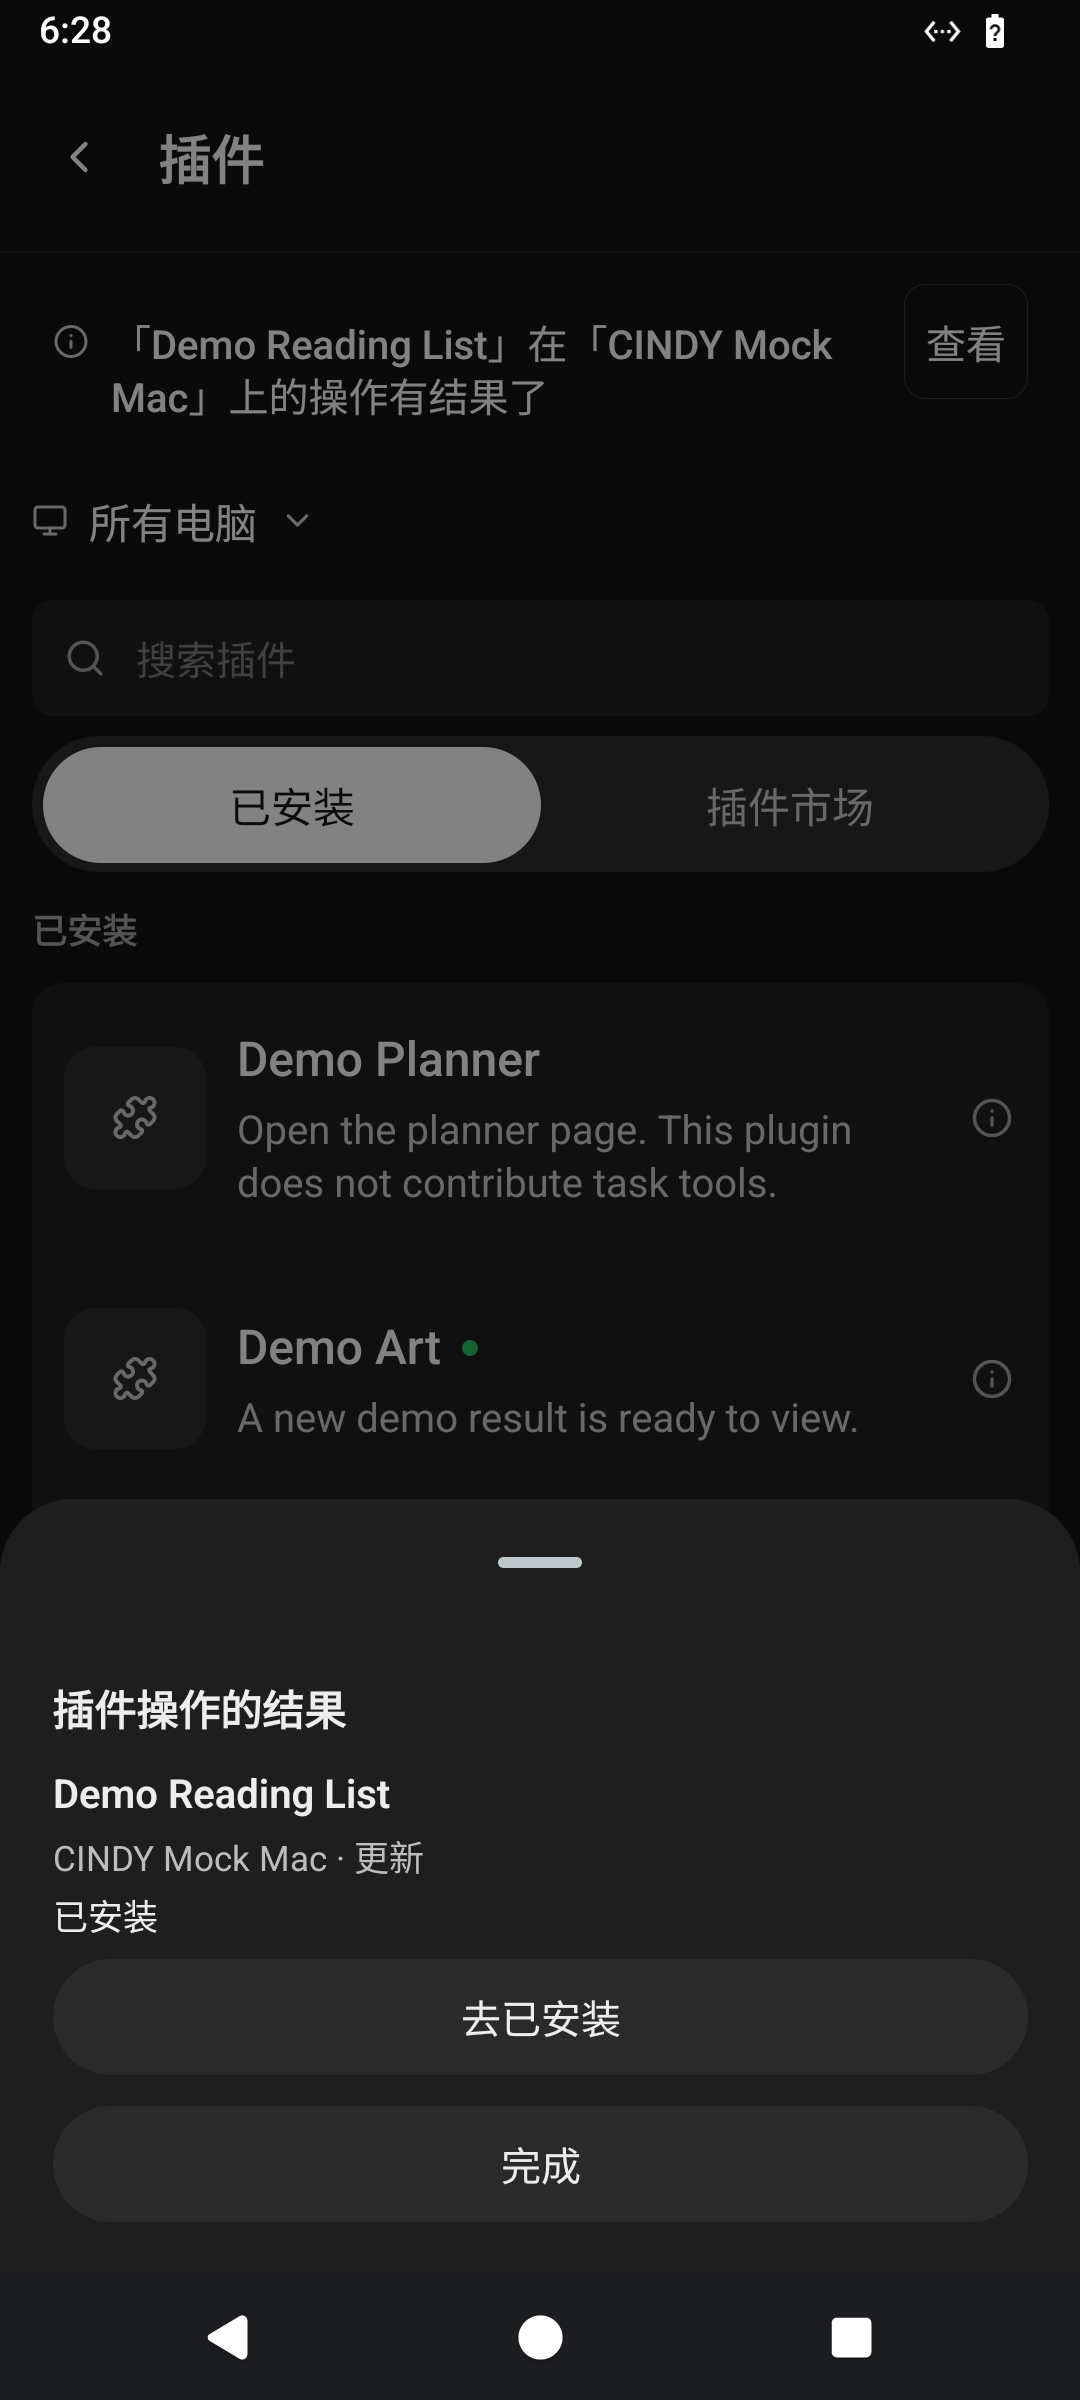 6:28
插件
「Demo Reading List」在「CINDY Mock
Mac」上的操作有结果了
查看
所有电脑
搜索插件
已安装
插件市场
已安装
Demo Planner
Open the planner page. This plugin
does not contribute task tools.
Demo Art
A new demo result is ready to view.
插件操作的结果
Demo Reading List
CINDY Mock Mac · 更新
已安装
去已安装
完成